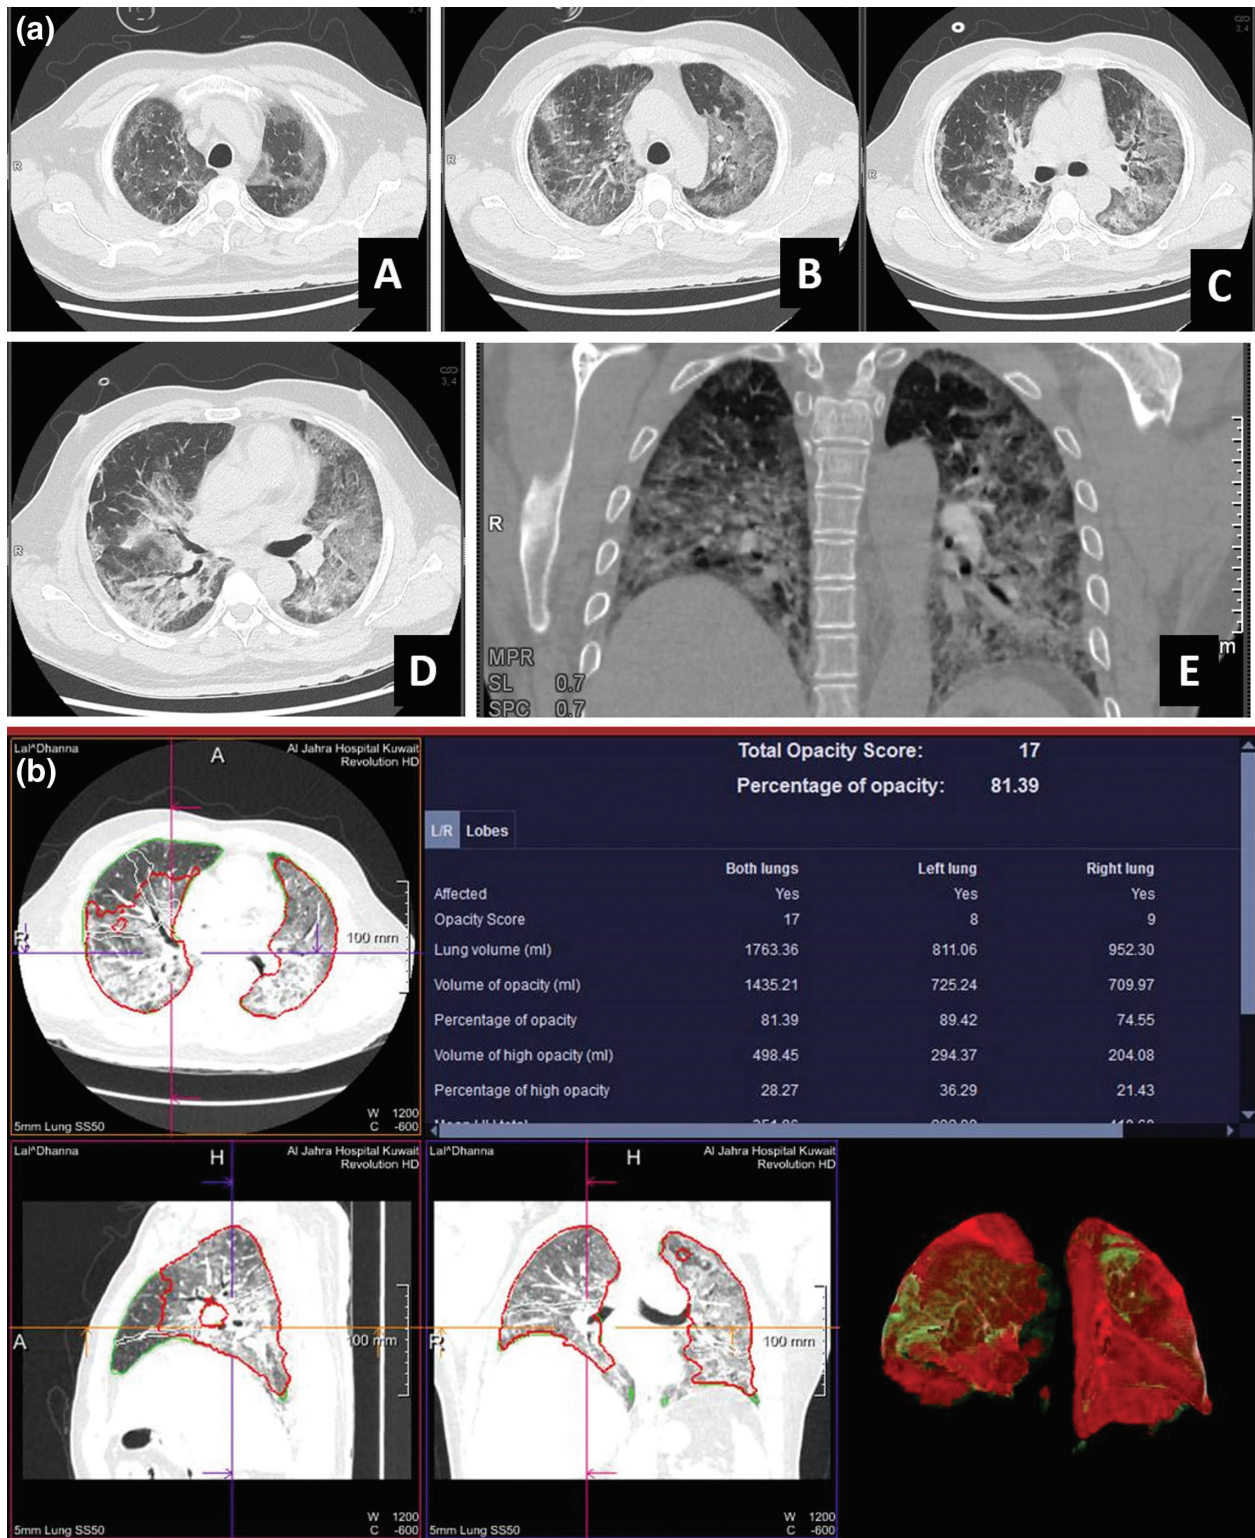 (a)
3,4
3,4
R
R
R
A
B
C
3,4
R
D
R
MPR
SL 0.7
SPC 0.7
m
E
(b)
Lal^Dhanna
Al Jahra Hospital Kuwait
Revolution HD
A
R
100 mm
W 1200
C -600
5mm Lung SS50
Total Opacity Score: 17
Percentage of opacity: 81.39
L/R Lobes
Both lungs Left lung Right lung
Affected Yes Yes Yes
Opacity Score 17 8 9
Lung volume (ml) 1763.36 811.06 952.30
Volume of opacity (ml) 1435.21 725.24 709.97
Percentage of opacity 81.39 89.42 74.55
Volume of high opacity (ml) 498.45 294.37 204.08
Percentage of high opacity 28.27 36.29 21.43
Lal^Dhanna
H
Al Jahra Hospital Kuwait
Revolution HD
A
100 mm
W 1200
C -600
5mm Lung SS50
Lal^Dhanna
H
Al Jahra Hospital Kuwait
Revolution HD
R
100 mm
W 1200
C -600
5mm Lung SS50